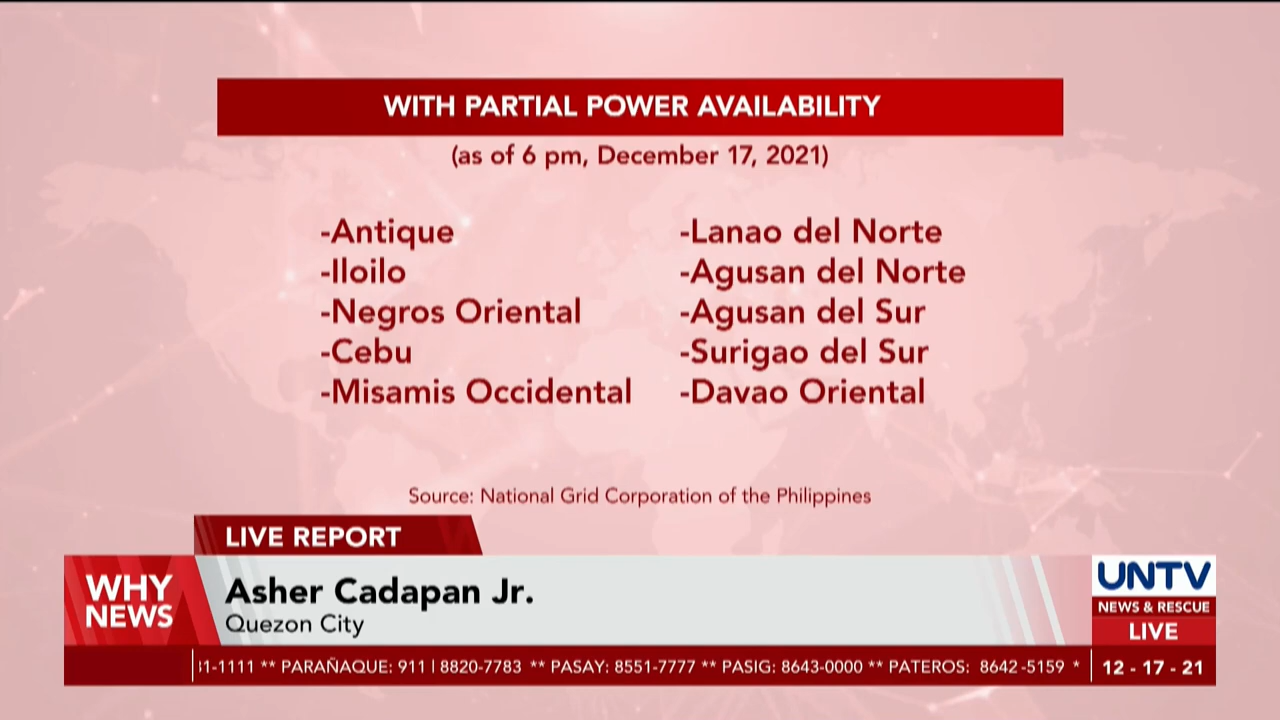 WITH PARTIAL POWER AVAILABILITY
(as of 6 pm, December 17, 2021)
-Antique
-Iloilo
-Negros Oriental
-Cebu
-Misamis Occidental
-Lanao del Norte
-Agusan del Norte
-Agusan del Sur
-Surigao del Sur
-Davao Oriental
Source: National Grid Corporation of the Philippines
LIVE REPORT
WHY
NEWS
Asher Cadapan Jr.
Quezon City
UNTV
NEWS & RESCUE
LIVE
1-1111 ** PARAÑAQUE: 911 | 8820-7783 ** PASAY: 8551-7777 ** PASIG: 8643-0000 ** PATEROS: 8642-5159 *
12 - 17 - 21